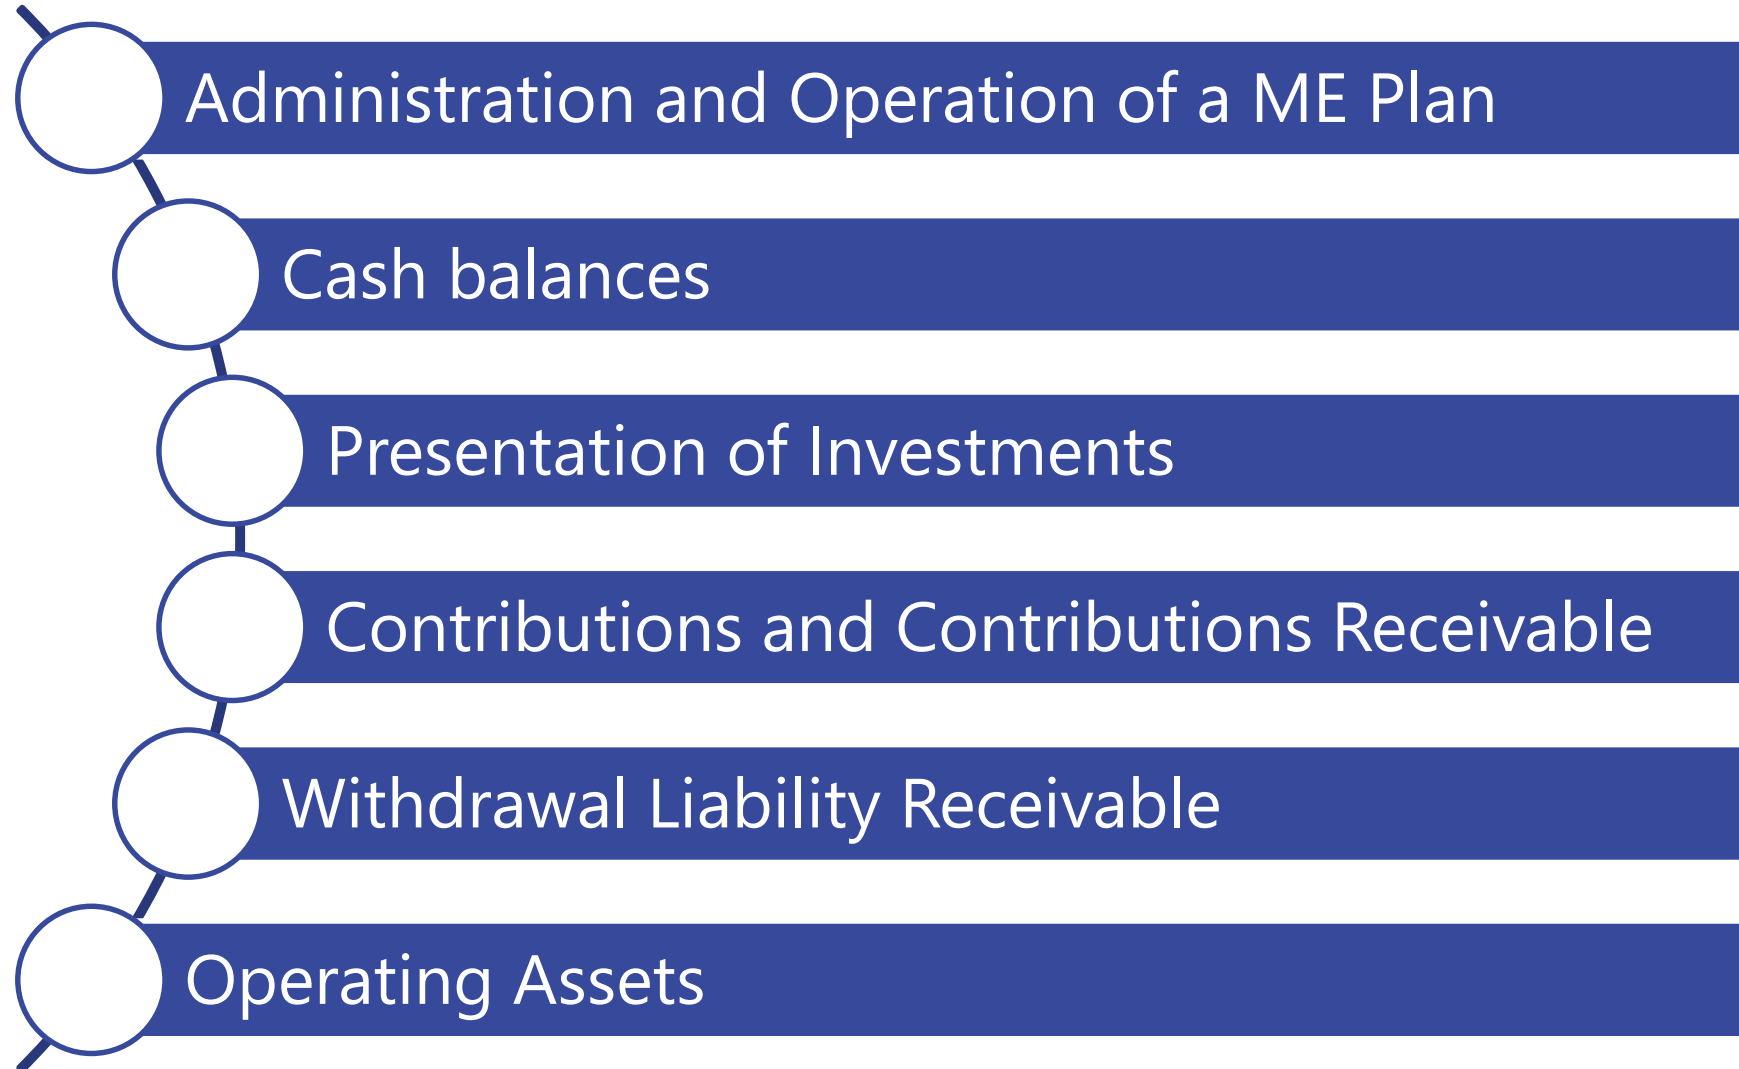 Administration and Operation of a ME Plan
Cash balances
Presentation of Investments
Contributions and Contributions Receivable
Withdrawal Liability Receivable
Operating Assets